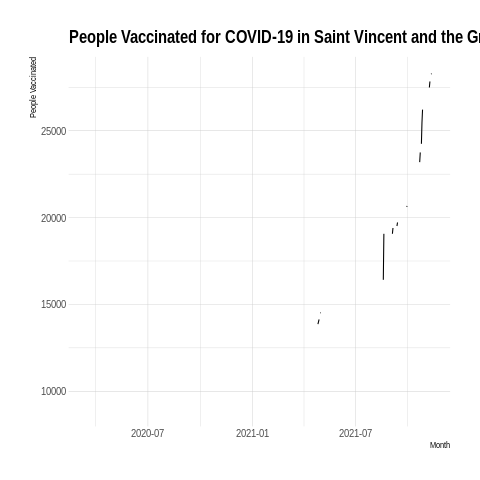 People Vaccinated for COVID-19 in Saint Vincent and the
People Vaccinated
25000
20000
15000
10000
2020-07
2021-01
2021-07
Month